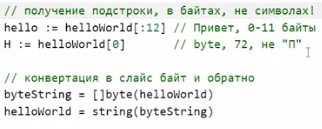 // получение подстроки, в байтах, не символах!
hello := helloWorld[:12] // Привет, 0-11 байты
H := helloWorld[0] // byte, 72, не "П"
// конвертация в слайс байт и обратно
byteString = []byte(helloWorld)
helloWorld = string(byteString)